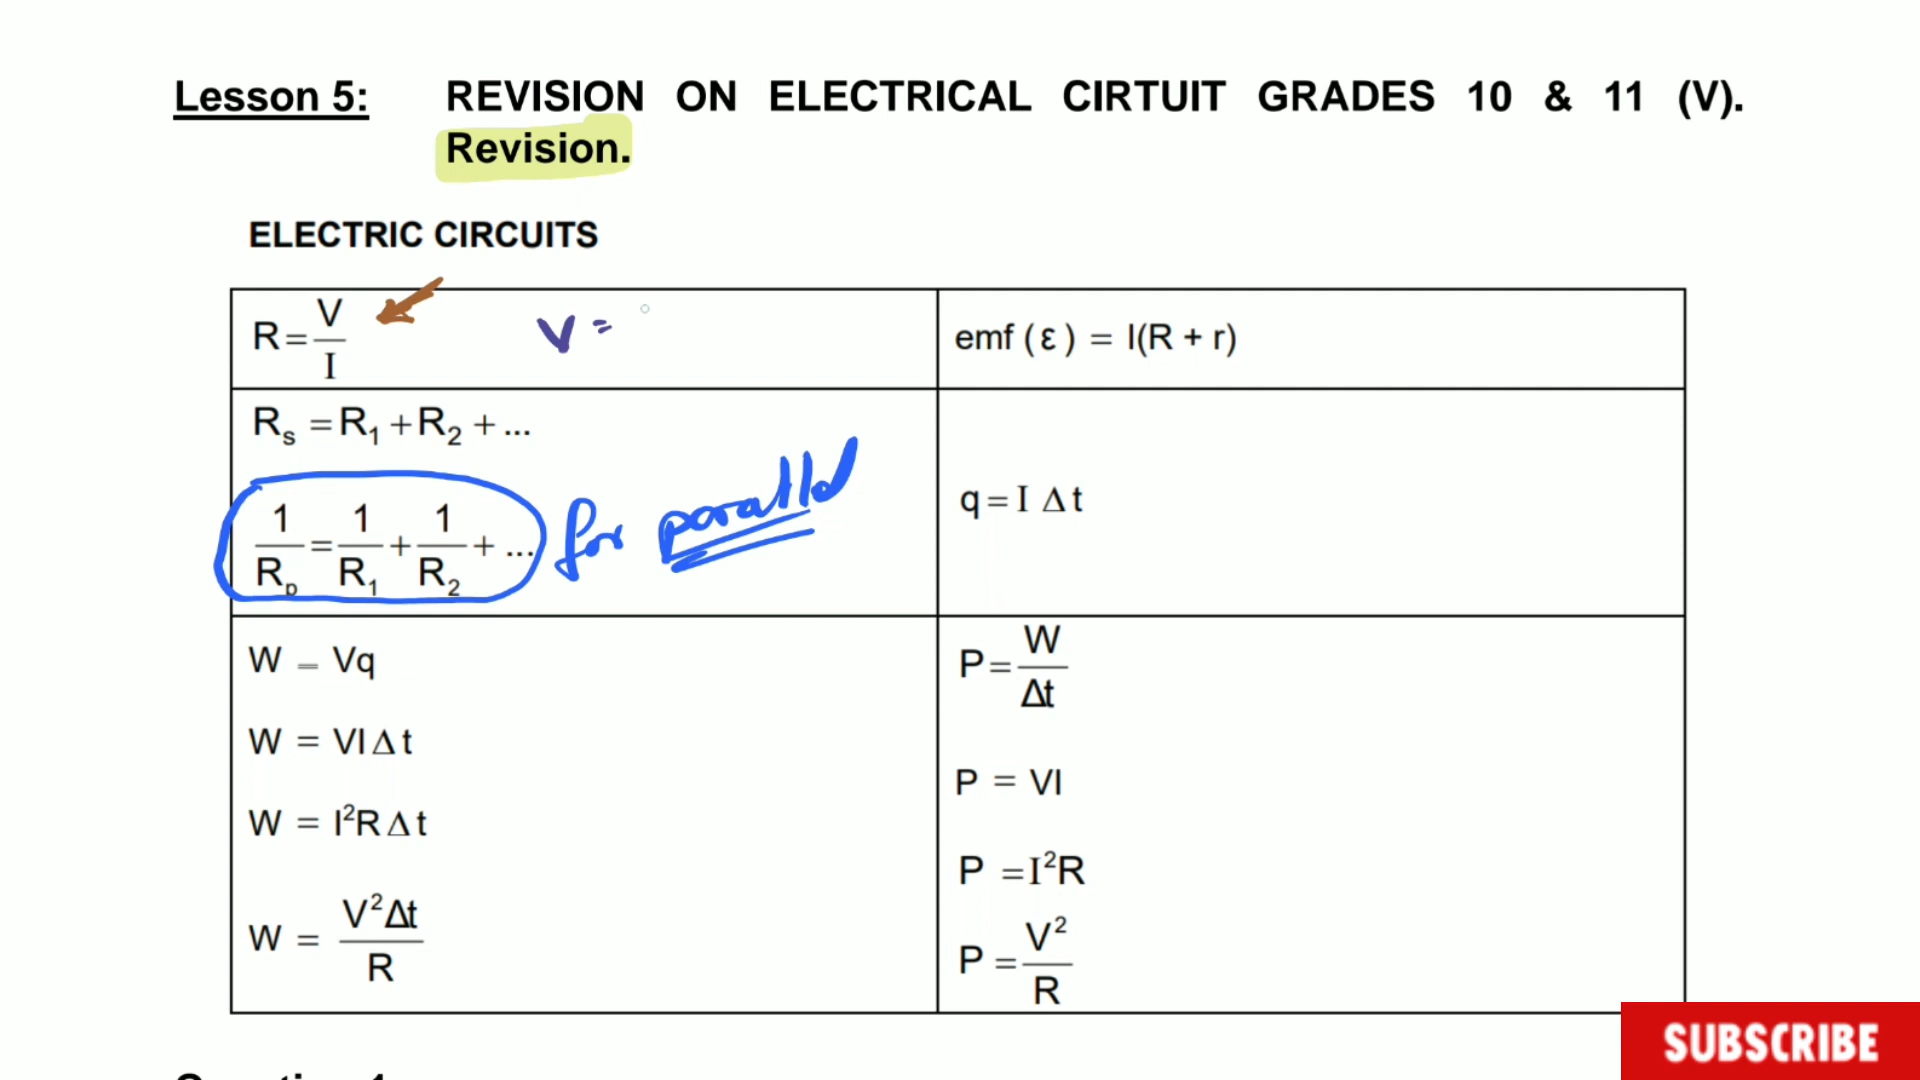 Lesson 5: REVISION ON ELECTRICAL CIRTUIT GRADES 10 & 11 (V).
Revision.
ELECTRIC CIRCUITS
R = V/I
V =
emf (ε) = I(R + r)
Rₛ = R₁ + R₂ + ...
1/Rₚ = 1/R₁ + 1/R₂ + ...
for parallel
q = I Δt
W = Vq
W = VIΔt
W = I²RΔt
W = V²Δt/R
P = W/Δt
P = VI
P = I²R
P = V²/R
SUBSCRIBE